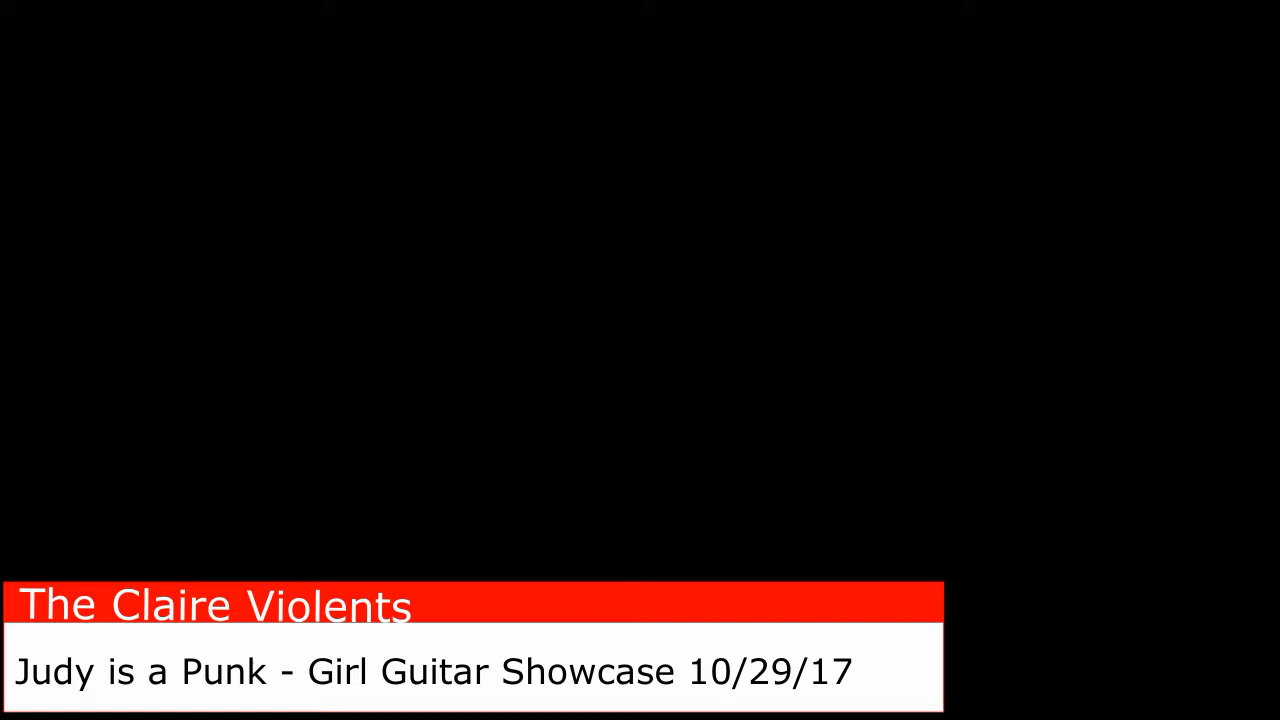 The Claire Violents
Judy is a Punk - Girl Guitar Showcase 10/29/17